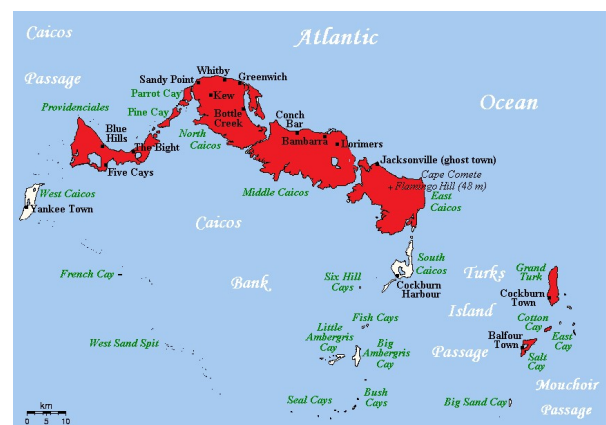 Caicos
Atlantic
Whitby
Greenwich
Sandy Point
Passage
Parrot Cay
Kew
Ocean
Providenciales
Pine Cay
Bottle
Creek
Conch
Bar
Blue
Hills
North
Caicos
Bambarra
Lorimers
The Bight
Jacksonville (ghost town)
Five Cays
Cape Comete
Flamingo Hill (48 m)
West Caicos
Middle Caicos
East
Caicos
Yankee Town
Caicos
South
Caicos
French Cay
Bank
Six Hill
Cays
Turks
Grand
Turk
Cockburn
Harbour
Cockburn
Town
Island
Fish Cays
Cotton
Cay
Little
Ambergris
Cay
Big
Ambergris
Cay
East
Cay
West Sand Spit
Balfour
Town
Passage
Salt
Cay
Mouchoir
Bush
Cays
Seal Cays
Big Sand Cay
Passage
km
0 5 10